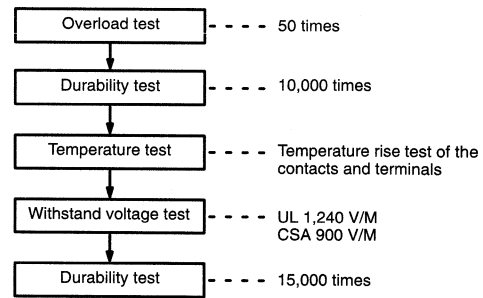 Overload test
50 times
Durability test
10,000 times
Temperature test
Temperature rise test of the
contacts and terminals
Withstand voltage test
UL 1,240 V/M
CSA 900 V/M
Durability test
15,000 times